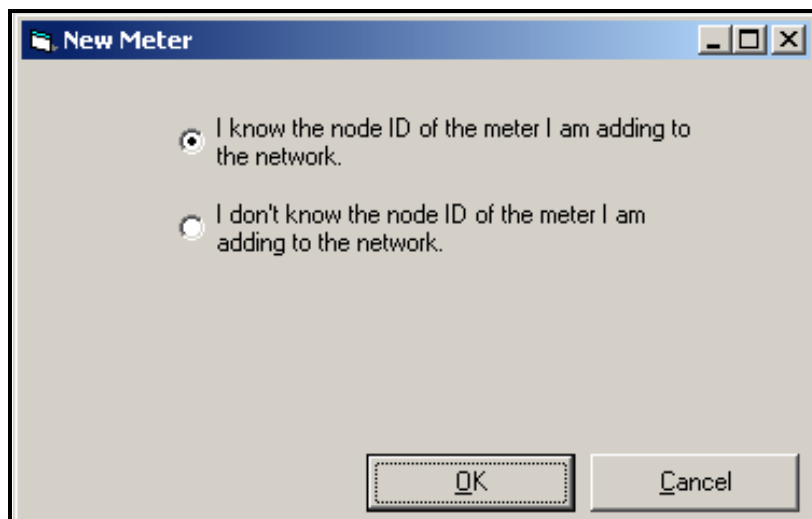 New Meter
I know the node ID of the meter I am adding to
the network.
I don't know the node ID of the meter I am
adding to the network.
OK
Cancel